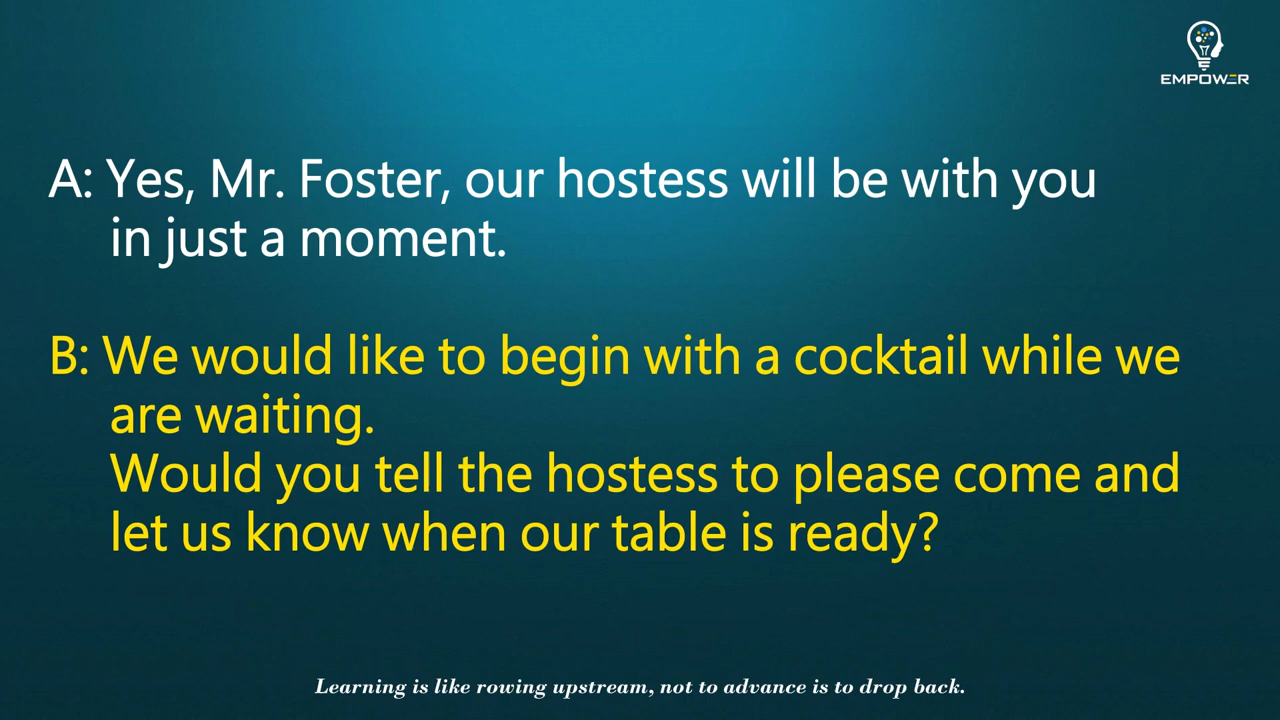 EMPOWER
A: Yes, Mr. Foster, our hostess will be with you
in just a moment.
B: We would like to begin with a cocktail while we
are waiting.
Would you tell the hostess to please come and
let us know when our table is ready?
Learning is like rowing upstream, not to advance is to drop back.